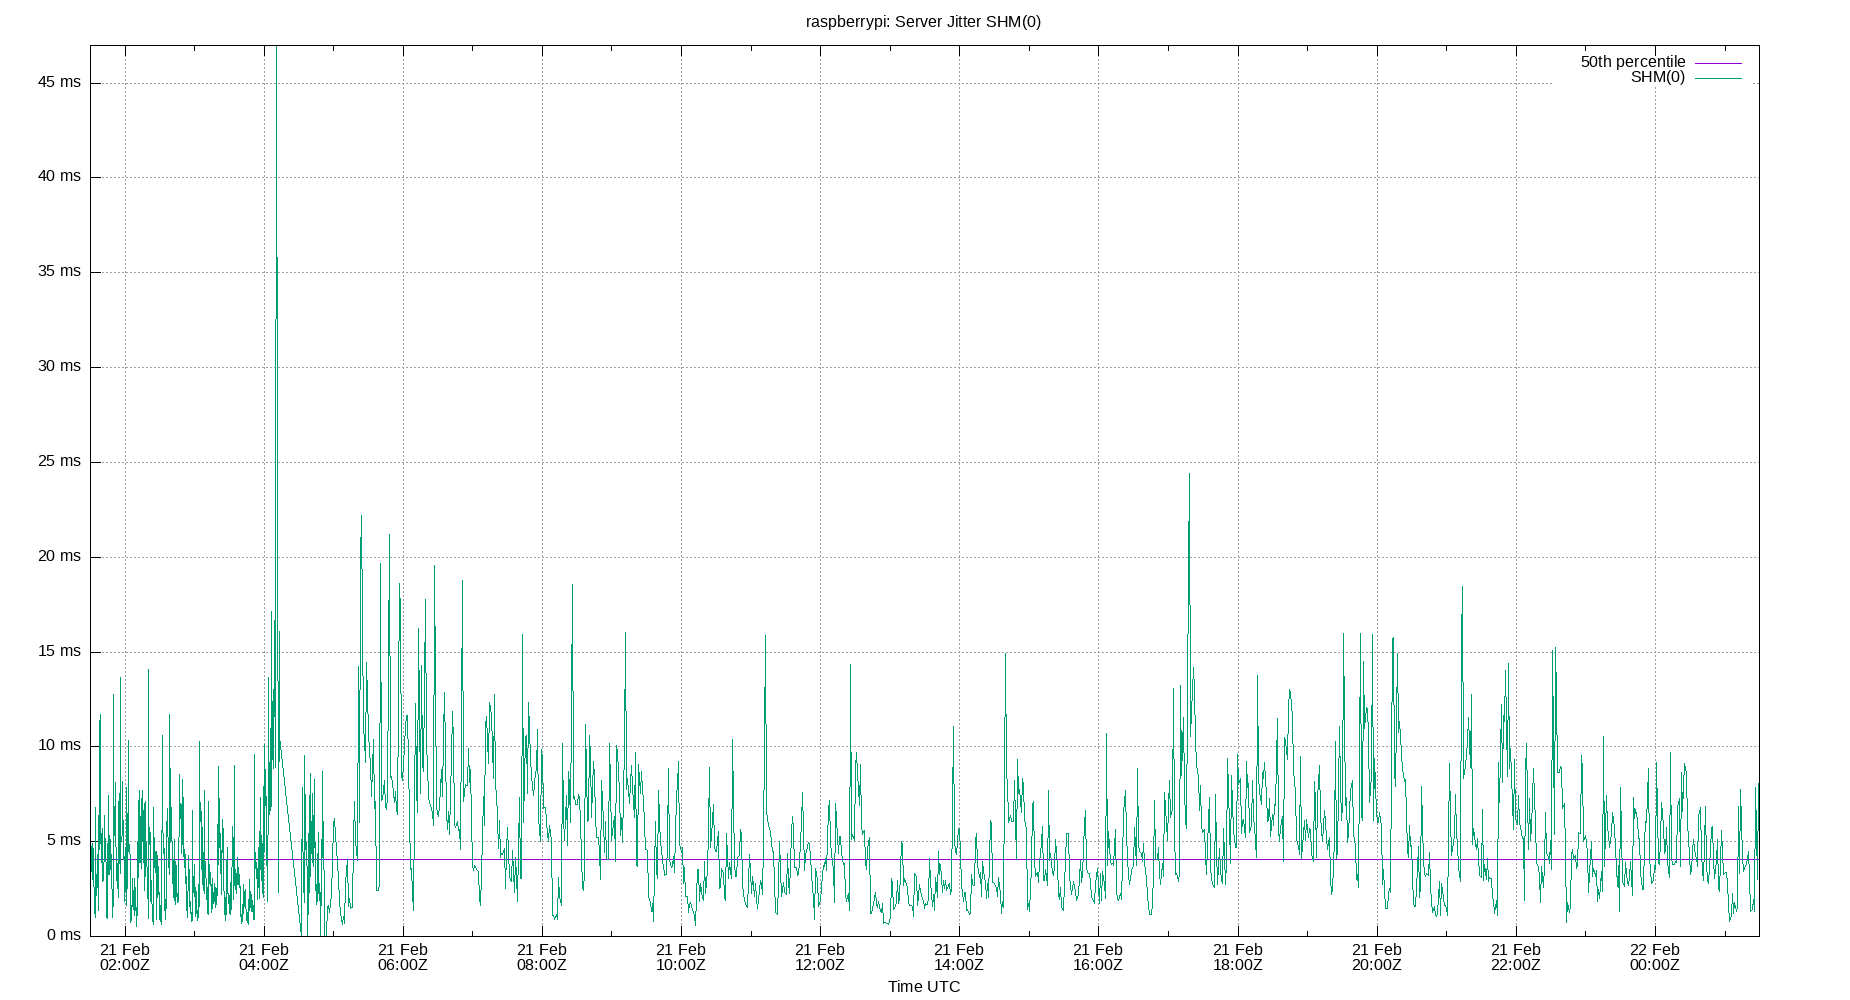 raspberrypi: Server Jitter SHM(0)
50th percentile
SHM(0)
45 ms
40 ms
35 ms
30 ms
25 ms
20 ms
15 ms
10 ms
5 ms
0 ms
21 Feb 21 Feb 21 Feb 21 Feb 21 Feb 21 Feb 21 Feb 21 Feb 21 Feb 21 Feb 21 Feb 22 Feb
02:00Z 04:00Z 06:00Z 08:00Z 10:00Z 12:00Z 14:00Z 16:00Z 18:00Z 20:00Z 22:00Z 00:00Z
Time UTC